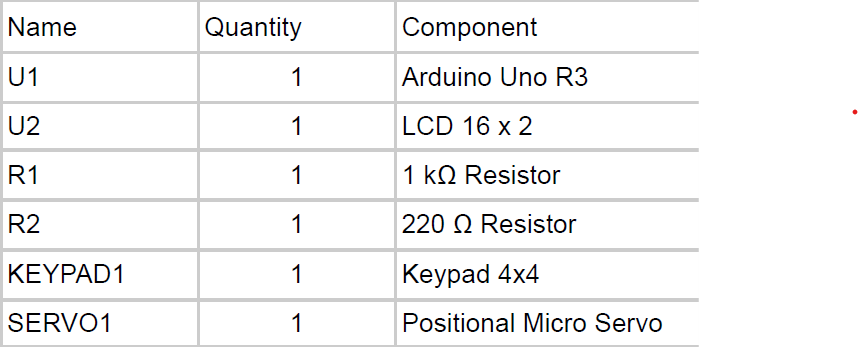 Name Quantity Component
U1 1 Arduino Uno R3
U2 1 LCD 16 x 2
R1 1 1 kΩ Resistor
R2 1 220 Ω Resistor
KEYPAD1 1 Keypad 4x4
SERVO1 1 Positional Micro Servo